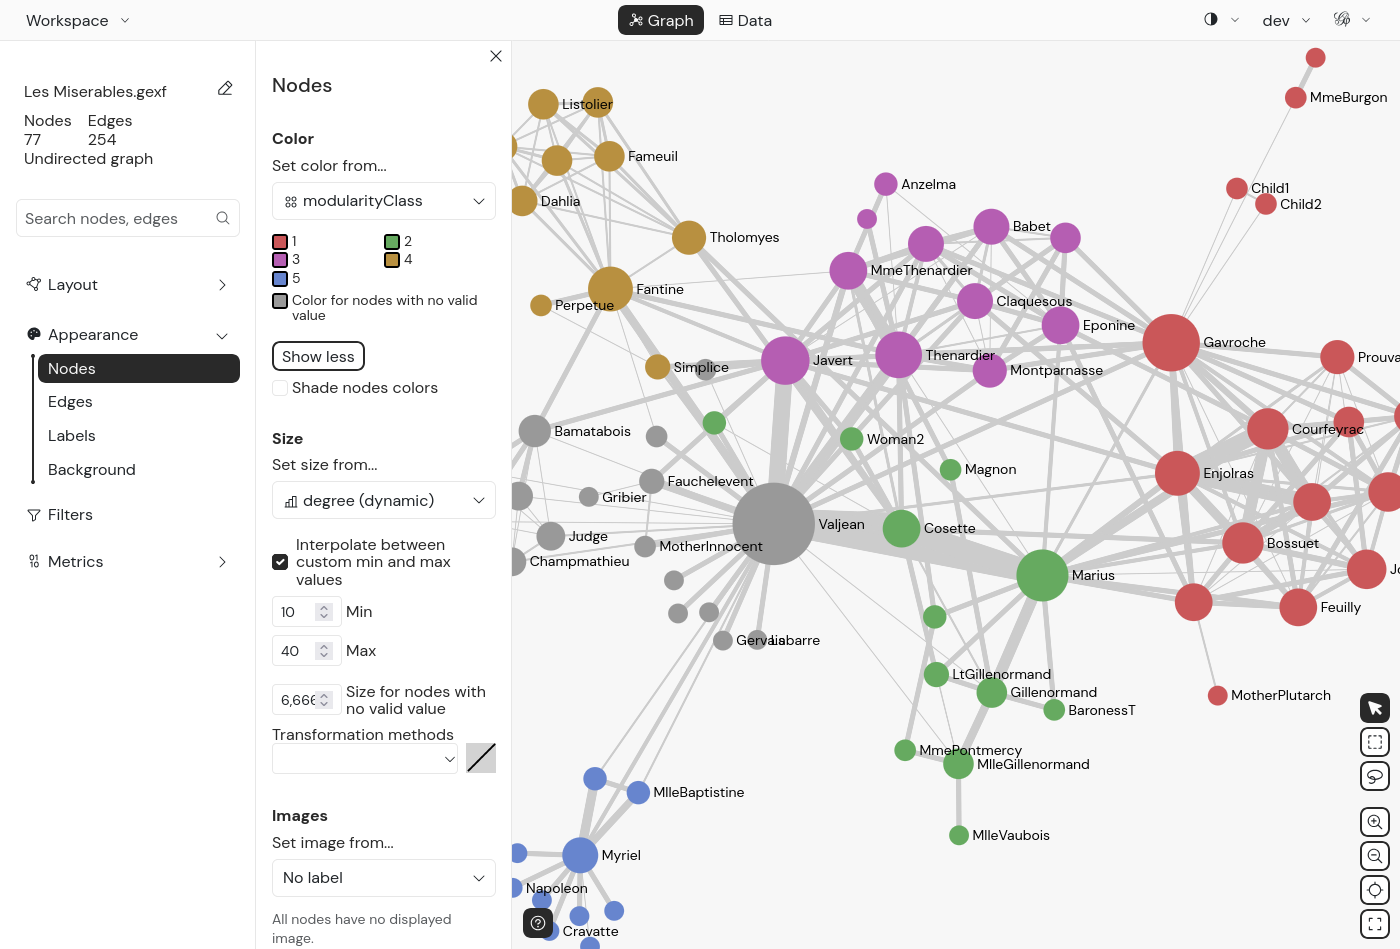 Workspace
Graph
Data
dev
Les Miserables.gexf
Nodes Edges
77 254
Undirected graph
Search nodes, edges
Layout
Appearance
Nodes
Edges
Labels
Background
Filters
Metrics
Nodes
Color
Set color from...
modularityClass
1 2
3 4
5
Color for nodes with no valid
value
Show less
Shade nodes colors
Size
Set size from...
degree (dynamic)
Interpolate between
custom min and max
values
10 Min
40 Max
6,666
Size for nodes with
no valid value
Transformation methods
Images
Set image from...
No label
All nodes have no displayed
image.
MmeBurgon
Listolier
Fameuil
Anzelma
Child1
Dahlia
Child2
Babet
Tholomyes
MmeThenardier
Fantine
Claquesous
Perpetue
Eponine
Gavroche
Thenardier
Prouva
Javert
Simplice
Montparnasse
Bamatabois
Courfeyrac
Woman2
Magnon
Enjolras
Fauchelevent
Gribier
Valjean
Cosette
Judge
Bossuet
MotherInnocent
Champmathieu
Jo
Marius
Feuilly
Gervais
Labarre
LtGillenormand
Gillenormand
MotherPlutarch
BaronessT
MmePontmercy
MlleGillenormand
MlleBaptistine
MlleVaubois
Myriel
Napoleon
Cravatte